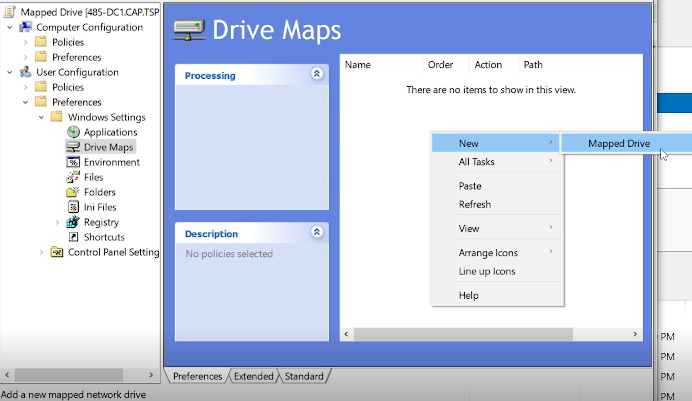 Mapped Drive [485-DC1.CAP.TSP
Computer Configuration
Policies
Preferences
User Configuration
Policies
Preferences
Windows Settings
Applications
Drive Maps
Environment
Files
Folders
Ini Files
Registry
Shortcuts
Control Panel Setting
Drive Maps
Processing
Description
No policies selected
Name Order Action Path
There are no items to show in this view.
New
Mapped Drive
All Tasks
Paste
Refresh
View
Arrange Icons
Line up Icons
Help
Preferences Extended Standard
Add a new mapped network drive
PM
PM
PM
PM